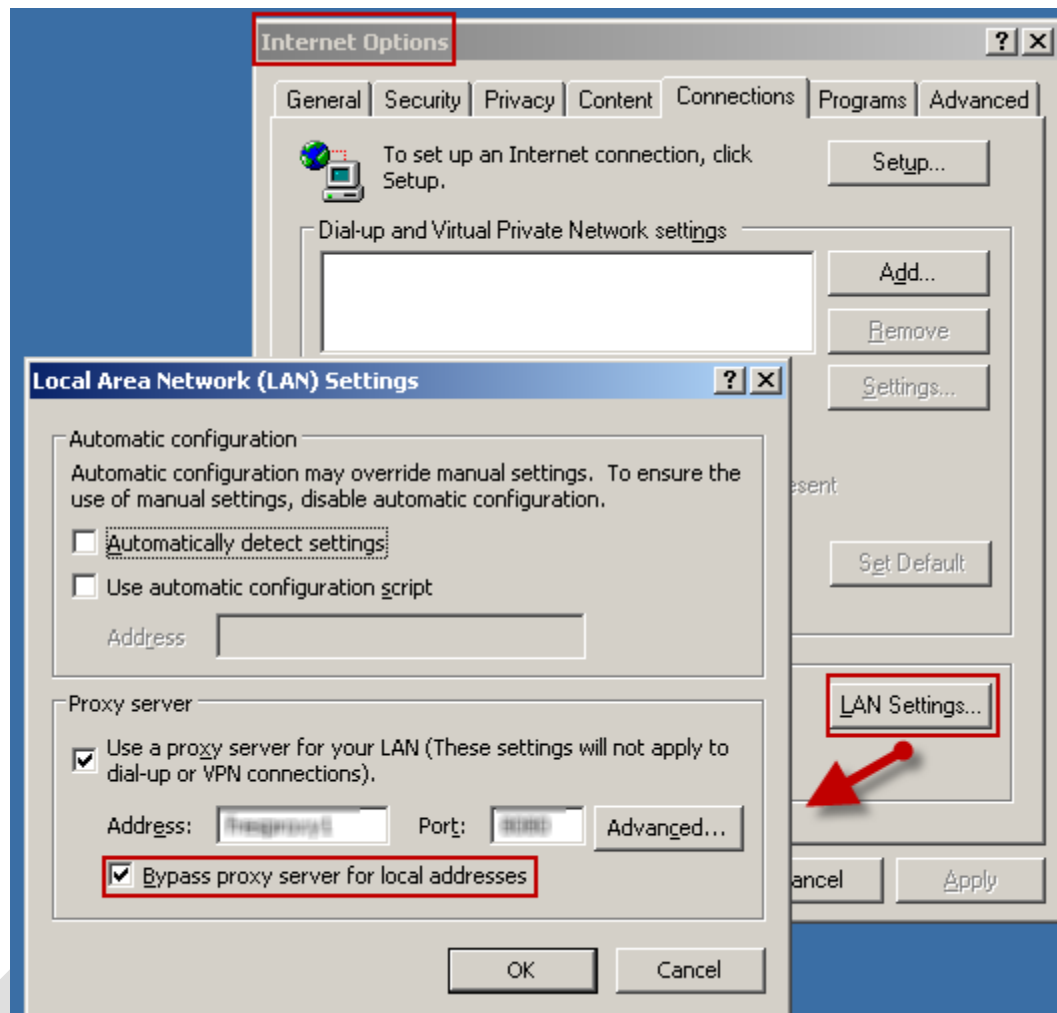 Internet Options
General Security Privacy Content Connections Programs Advanced
To set up an Internet connection, click
Setup.
Setup...
Dial-up and Virtual Private Network settings
Add...
Remove
Settings...
Set Default
LAN Settings...
Apply
Local Area Network (LAN) Settings
Automatic configuration
Automatic configuration may override manual settings. To ensure the
use of manual settings, disable automatic configuration.
Automatically detect settings
Use automatic configuration script
Address
Proxy server
Use a proxy server for your LAN (These settings will not apply to
dial-up or VPN connections).
Address:
Port:
Advanced...
Bypass proxy server for local addresses
OK
Cancel